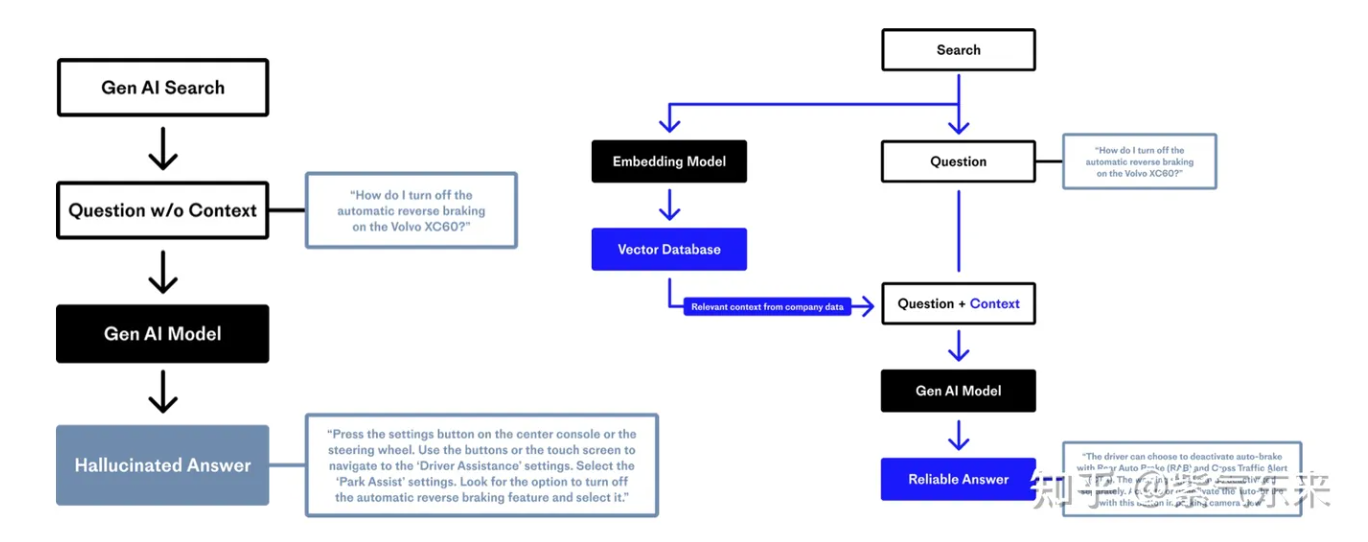 Gen AI Search
Question w/o Context
“How do I turn off the
automatic reverse braking
on the Volvo XC60?”
Gen AI Model
Hallucinated Answer
“Press the settings button on the center console or the
steering wheel. Use the buttons or the touch screen to
navigate to the ‘Driver Assistance’ settings. Select the
‘Park Assist’ settings. Look for the option to turn off
the automatic reverse braking feature and select it.”
Search
Embedding Model
Question
“How do I turn off the
automatic reverse braking
on the Volvo XC60?”
Vector Database
Relevant context from company data
Question + Context
Gen AI Model
Reliable Answer
“The driver can choose to deactivate auto-brake
with Rear Auto Brake (RAB) and Cross Traffic Alert
The
separately.
with this button in
camera
知乎 @紫气东来